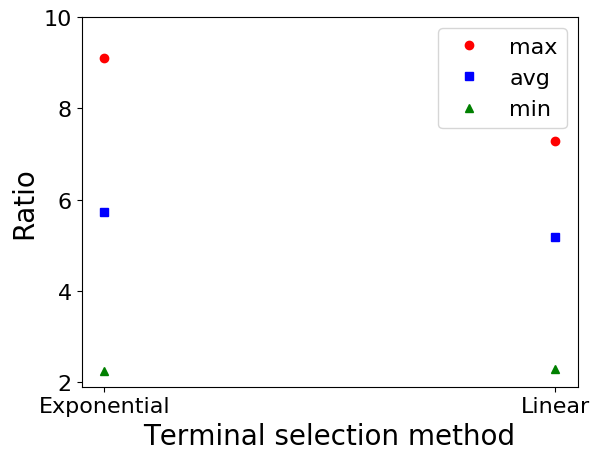 10
8
6
4
2
Ratio
max
avg
min
Exponential
Linear
Terminal selection method